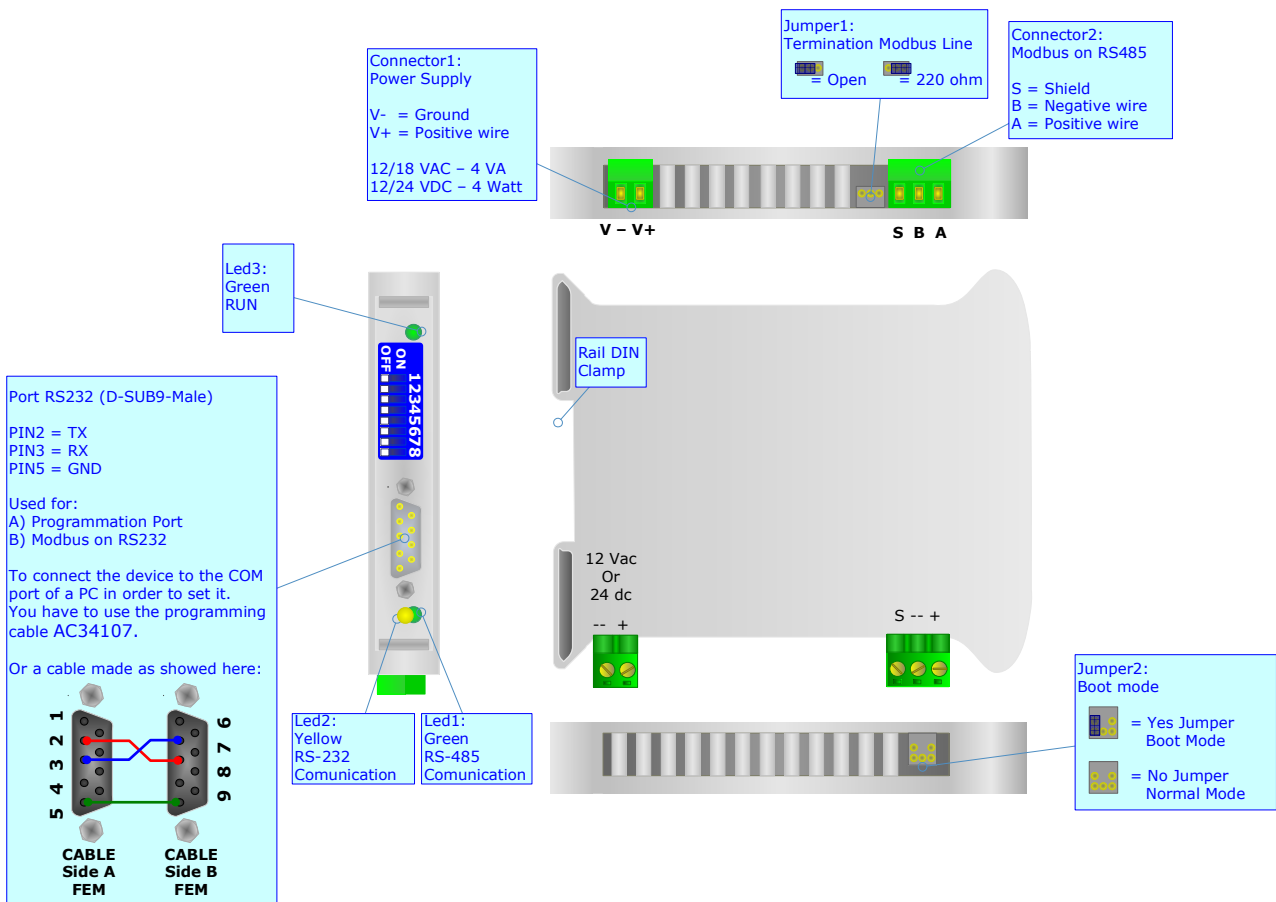 Connector1:
Power Supply
V- = Ground
V+ = Positive wire
12/18 VAC – 4 VA
12/24 VDC – 4 Watt
Jumper1:
Termination Modbus Line
= Open
= 220 ohm
Connector2:
Modbus on RS485
S = Shield
B = Negative wire
A = Positive wire
V – V+
S B A
Led3:
Green
RUN
ON
OFF
12345678
Rail DIN
Clamp
Port RS232 (D-SUB9-Male)
PIN2 = TX
PIN3 = RX
PIN5 = GND
Used for:
A) Programmation Port
B) Modbus on RS232
To connect the device to the COM
port of a PC in order to set it.
You have to use the programming
cable AC34107.
Or a cable made as showed here:
1
2
3
4
5
6
7
8
9
CABLE
Side A
FEM
CABLE
Side B
FEM
12 Vac
Or
24 dc
-- +
S -- +
Led2:
Yellow
RS-232
Comunication
Led1:
Green
RS-485
Comunication
Jumper2:
Boot mode
= Yes Jumper
Boot Mode
= No Jumper
Normal Mode